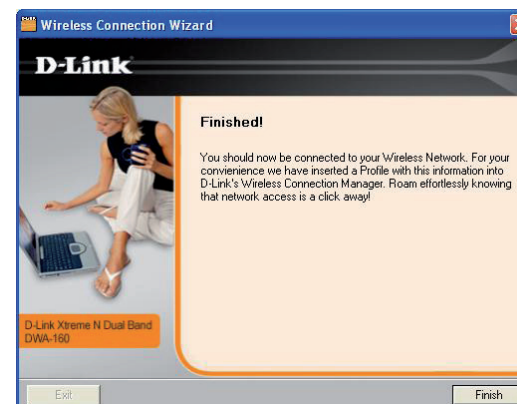 Wireless Connection Wizard
D-Link
Finished!
You should now be connected to your Wireless Network. For your
convienience we have inserted a Profile with this information into
D-Link's Wireless Connection Manager. Roam effortlessly knowing
that network access is a click away!
D-Link Xtreme N Dual Band
DWA-160
Exit
Finish